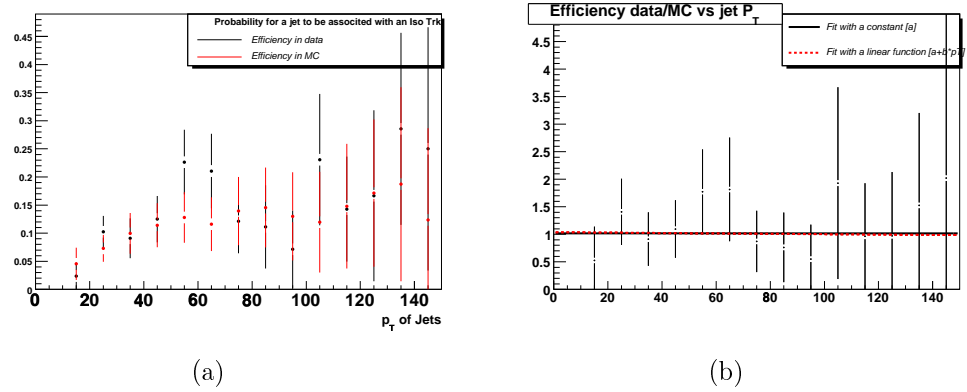 Probability for a jet to be associted with an Iso Trk
Efficiency in data
Efficiency in MC
0.45
0.4
0.35
0.3
0.25
0.2
0.15
0.1
0.05
0
0 20 40 60 80 100 120 140
pT of Jets
(a)
Efficiency data/MC vs jet PT
Fit with a constant [a]
Fit with a linear function [a+b*pT]
4.5
4
3.5
3
2.5
2
1.5
1
0.5
0
0 20 40 60 80 100 120 140
(b)